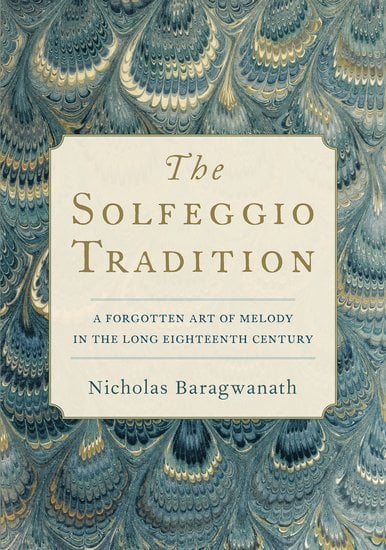 The
SOLFEGGIO
TRADITION
A FORGOTTEN ART OF MELODY
IN THE LONG EIGHTEENTH CENTURY
Nicholas Baragwanath